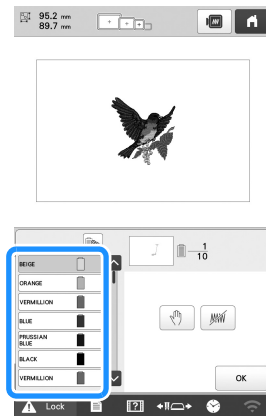 95.2 mm
89.7 mm
1
10
BEIGE
ORANGE
VERMILLION
BLUE
PRUSSIAN
BLUE
BLACK
VERMILLION
OK
Lock